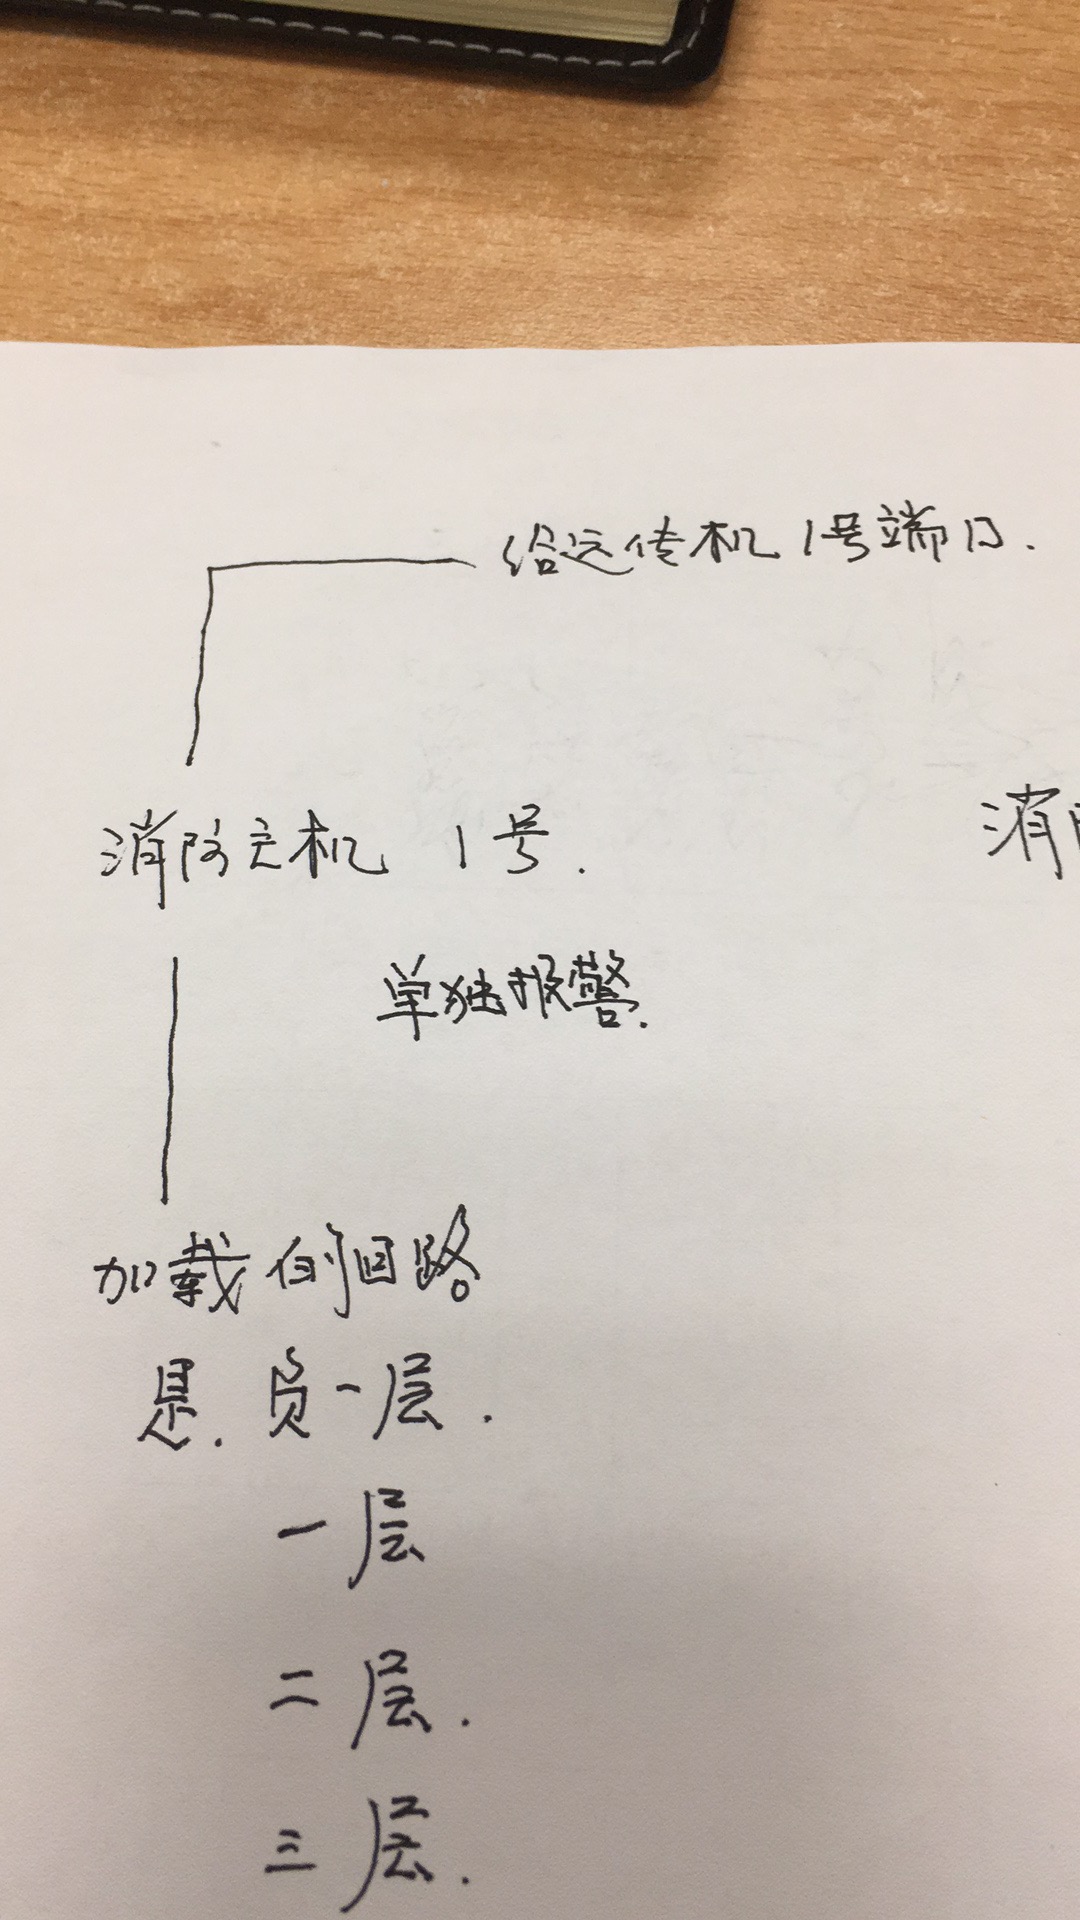 给远传机1号端口.
消防主机 1号.
消防
单独报警.
加载的回路
是.负一层.
一层
二层.
三层.